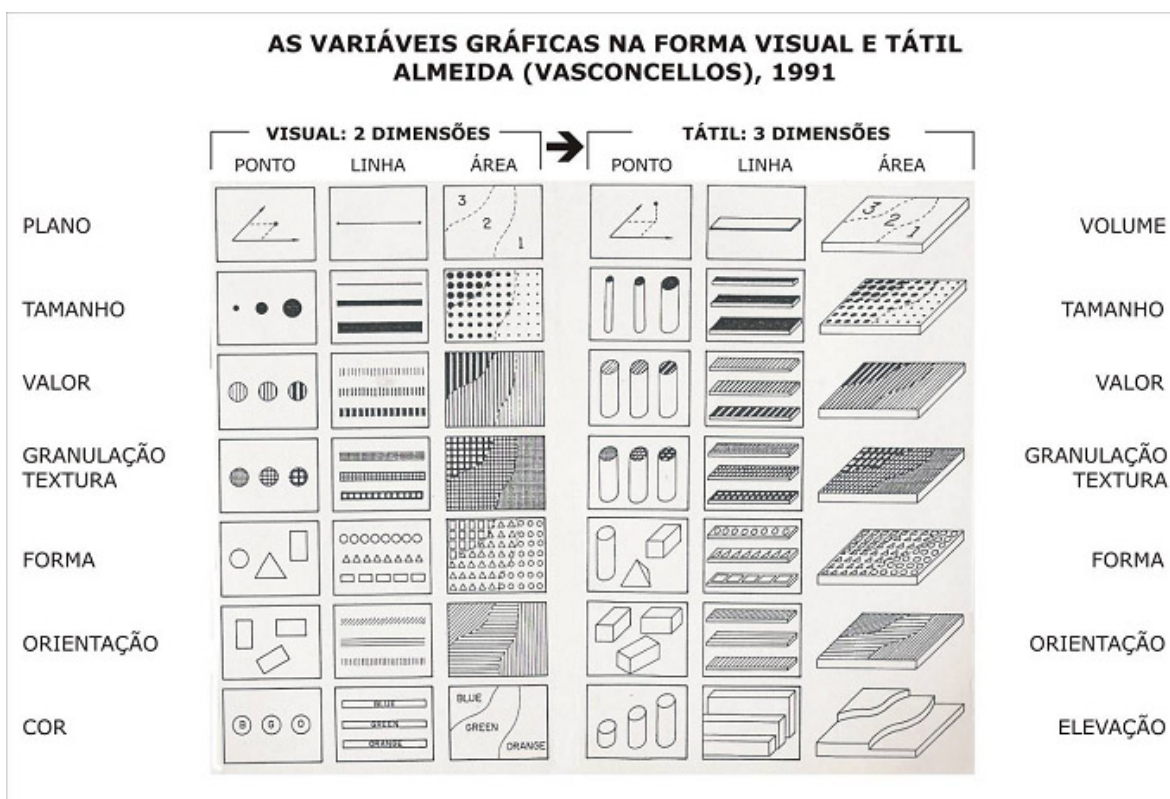 AS VARIÁVEIS GRÁFICAS NA FORMA VISUAL E TÁTIL
ALMEIDA (VASCONCELLOS), 1991
VISUAL: 2 DIMENSÕES
TÁTIL: 3 DIMENSÕES
PONTO LINHA ÁREA
PONTO LINHA ÁREA
PLANO
3
2
1
3
2
1
VOLUME
TAMANHO
TAMANHO
VALOR
VALOR
GRANULAÇÃO
TEXTURA
GRANULAÇÃO
TEXTURA
FORMA
FORMA
ORIENTAÇÃO
ORIENTAÇÃO
COR
B G O
BLUE
GREEN
ORANGE
BLUE
GREEN
ORANGE
ELEVAÇÃO